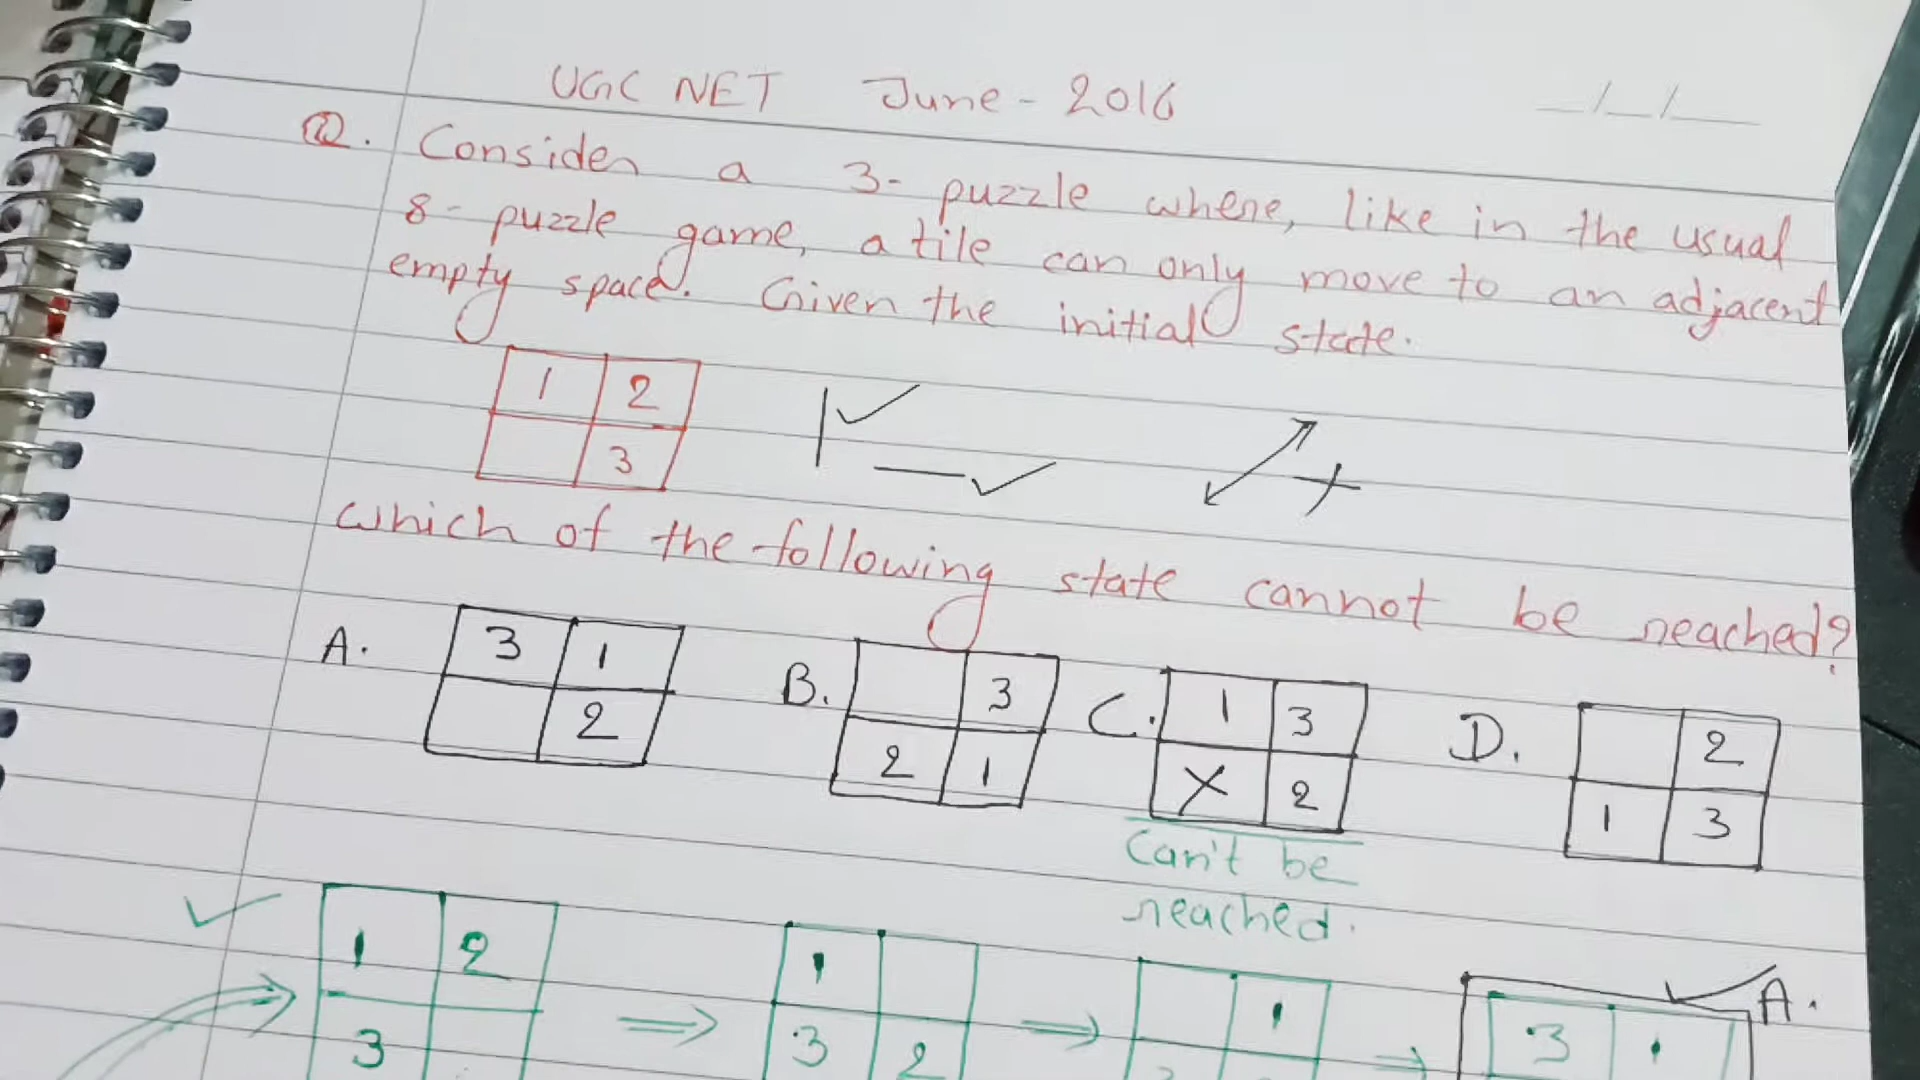 UGC NET June - 2016
_/_/_
Q. Consider a 3- puzzle where, like in the usual
8- puzzle game, a tile can only move to an adjacent
empty space. Given the initial state.
1 2
3
which of the following state cannot be reached?
A. 3 1
2
B. 3
2 1
C. 1 3
X 2
D. 2
1 3
Can't be
reached.
1 2
3
1
3 2
1
A.
3 1